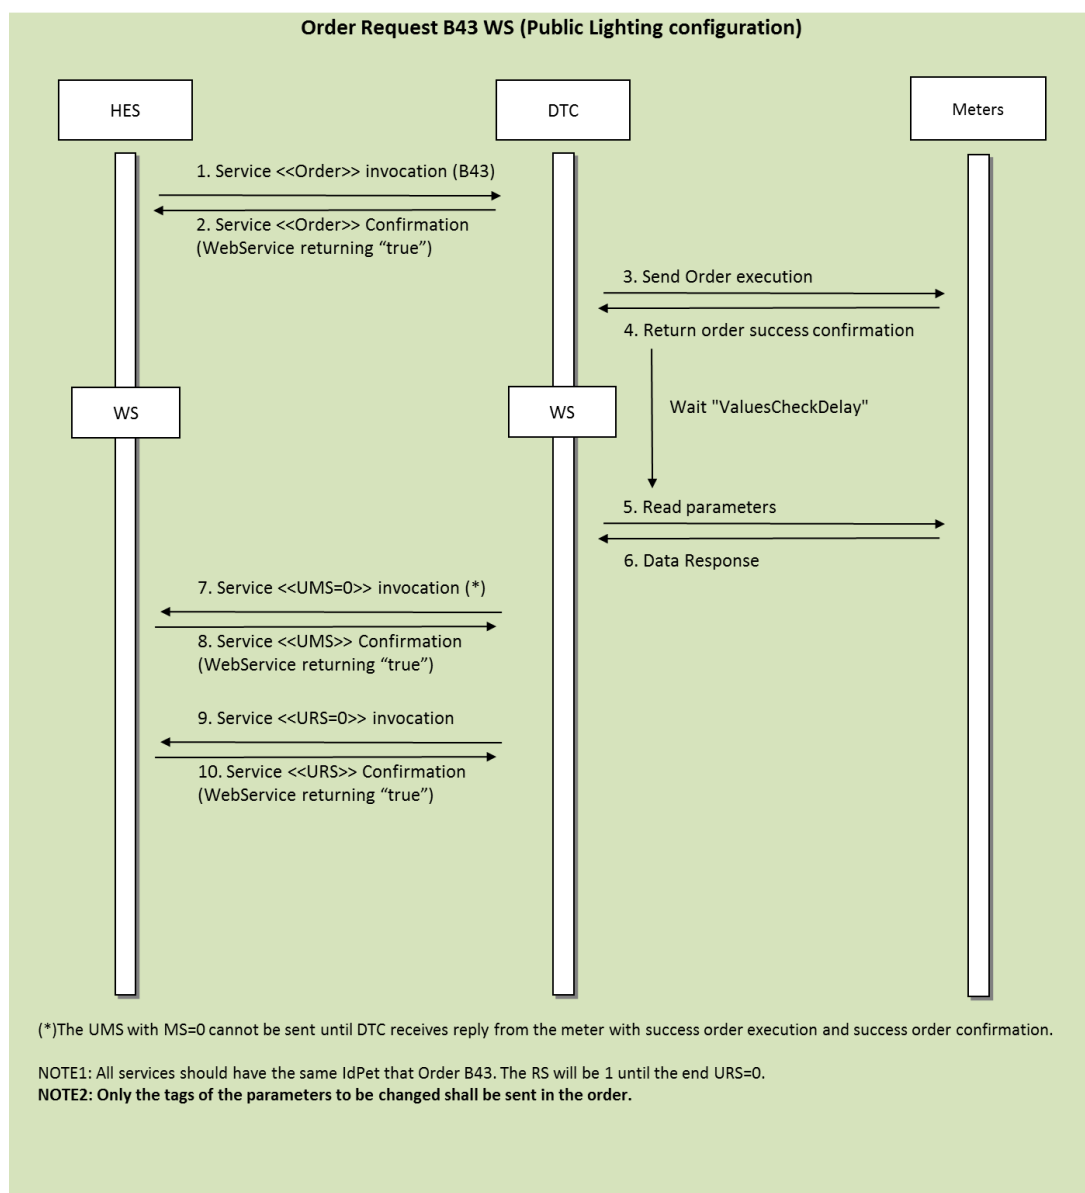 Order Request B43 WS (Public Lighting configuration)
HES
DTC
Meters
1. Service <<Order>> invocation (B43)
2. Service <<Order>> Confirmation
(WebService returning “true”)
3. Send Order execution
4. Return order success confirmation
WS
WS
Wait "ValuesCheckDelay"
5. Read parameters
6. Data Response
7. Service <<UMS=0>> invocation (*)
8. Service <<UMS>> Confirmation
(WebService returning “true”)
9. Service <<URS=0>> invocation
10. Service <<URS>> Confirmation
(WebService returning “true”)
(*)The UMS with MS=0 cannot be sent until DTC receives reply from the meter with success order execution and success order confirmation.
NOTE1: All services should have the same IdPet that Order B43. The RS will be 1 until the end URS=0.
NOTE2: Only the tags of the parameters to be changed shall be sent in the order.